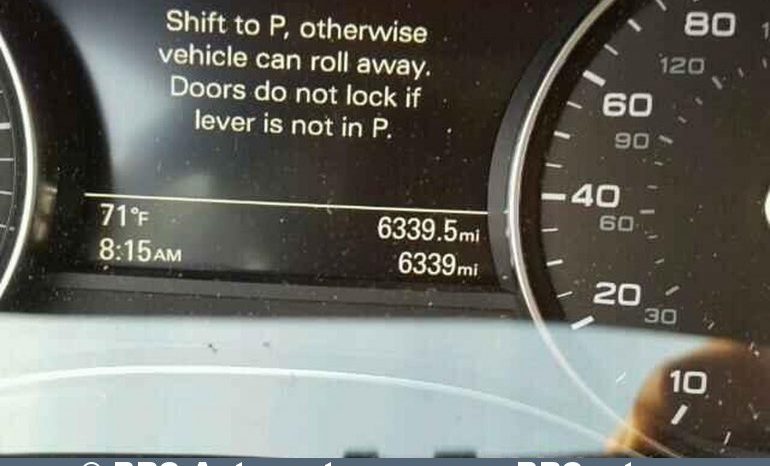 Shift to P, otherwise
vehicle can roll away.
Doors do not lock if
lever is not in P.
71°F
6339.5mi
8:15AM
6339mi
80
120
60
90
40
60
20
30
10